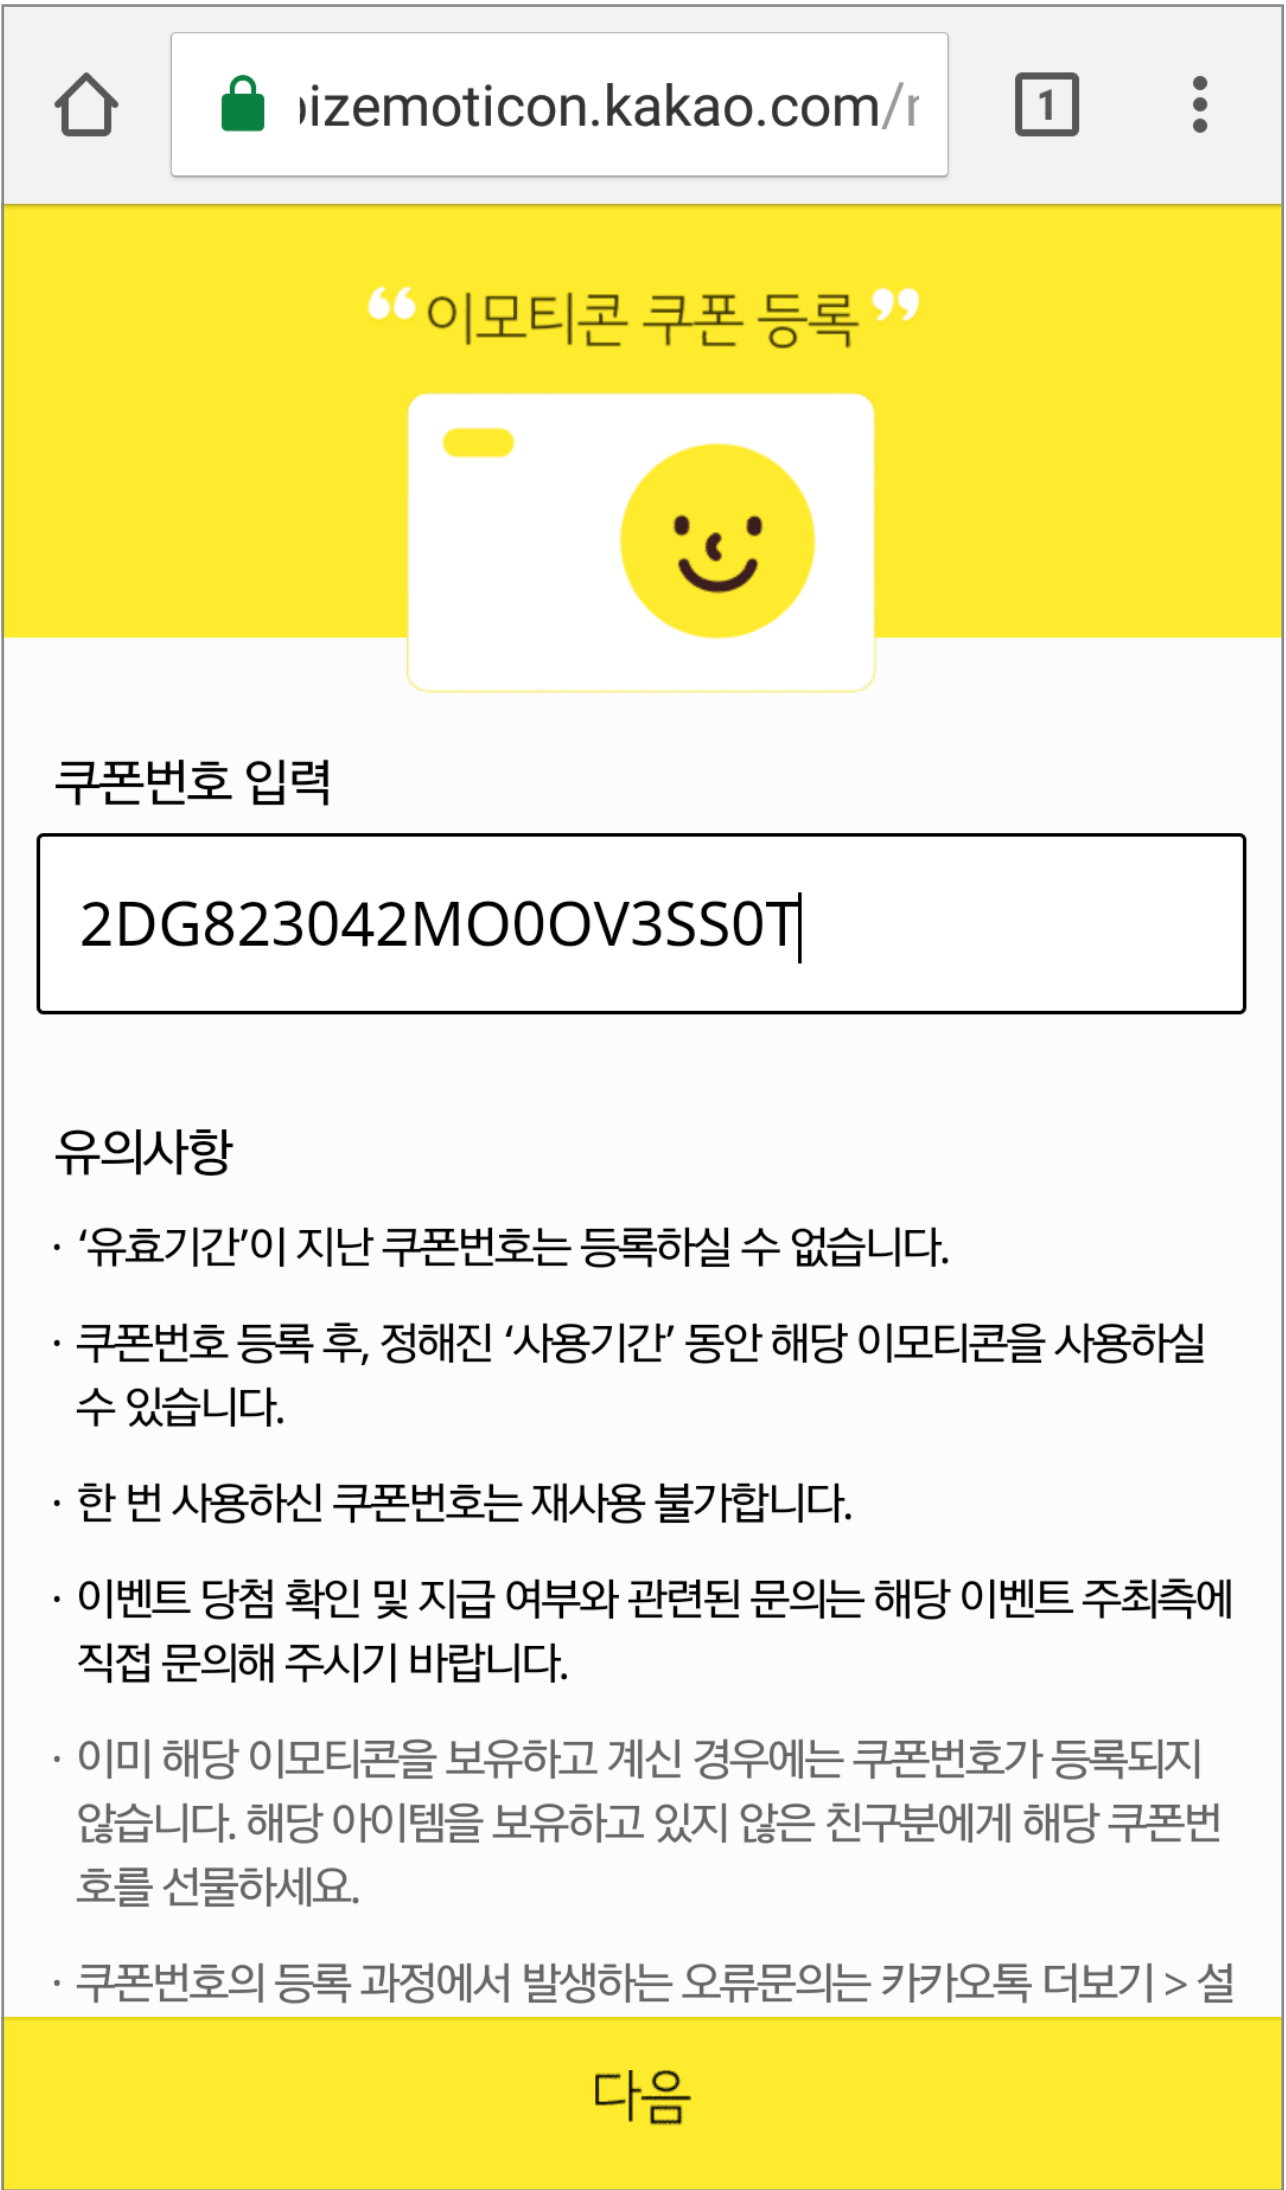 bizemoticon.kakao.com/r
1
“이모티콘 쿠폰 등록”
쿠폰번호 입력
2DG823042MO0OV3SS0T
유의사항
· ‘유효기간’이 지난 쿠폰번호는 등록하실 수 없습니다.
· 쿠폰번호 등록 후, 정해진 ‘사용기간’ 동안 해당 이모티콘을 사용하실
수 있습니다.
· 한 번 사용하신 쿠폰번호는 재사용 불가합니다.
· 이벤트 당첨 확인 및 지급 여부와 관련된 문의는 해당 이벤트 주최측에
직접 문의해 주시기 바랍니다.
· 이미 해당 이모티콘을 보유하고 계신 경우에는 쿠폰번호가 등록되지
않습니다. 해당 아이템을 보유하고 있지 않은 친구분에게 해당 쿠폰번
호를 선물하세요.
· 쿠폰번호의 등록 과정에서 발생하는 오류문의는 카카오톡 더보기 > 설
다음